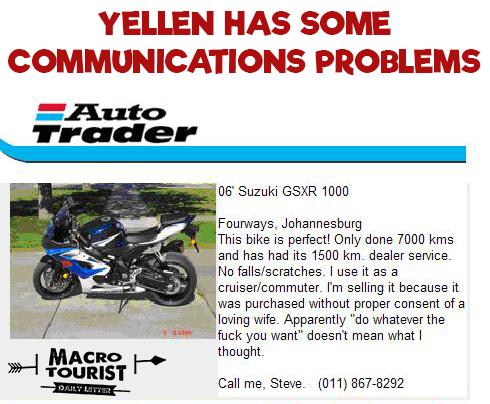 YELLEN HAS SOME
COMMUNICATIONS PROBLEMS
Auto
Trader
06' Suzuki GSXR 1000
Fourways, Johannesburg
This bike is perfect! Only done 7000 kms
and has had its 1500 km. dealer service.
No falls/scratches. I use it as a
cruiser/commuter. I'm selling it because it
was purchased without proper consent of a
loving wife. Apparently "do whatever the
fuck you want" doesn't mean what I
thought.
Call me, Steve. (011) 867-8292
MACRO
TOURIST
DAILY LETTER